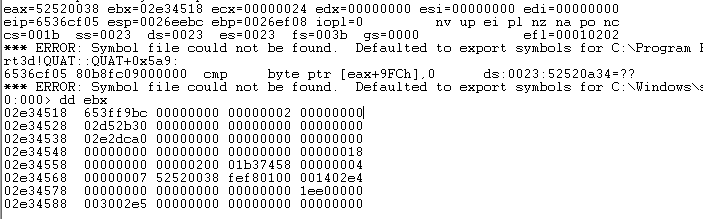 eax=52520038 ebx=02e34518 ecx=00000024 edx=00000000 esi=00000000 edi=00000000
eip=6536cf05 esp=0026eebc ebp=0026ef08 iopl=0 nv up ei pl nz na po nc
cs=001b ss=0023 ds=0023 es=0023 fs=003b gs=0000 efl=00010202
*** ERROR: Symbol file could not be found. Defaulted to export symbols for C:\Program F
rt3d!QUAT::QUAT+0x5a9:
6536cf05 80b8fc09000000 cmp byte ptr [eax+9FCh],0 ds:0023:52520a34=??
*** ERROR: Symbol file could not be found. Defaulted to export symbols for C:\Windows\s
0:000> dd ebx
02e34518 653ff9bc 00000000 00000002 00000000
02e34528 02d52b30 00000000 00000000 00000000
02e34538 02e2dca0 00000000 00000000 00000000
02e34548 00000000 00000000 00000000 00000018
02e34558 00000000 00000200 01b37458 00000004
02e34568 00000007 52520038 fef80100 001402e4
02e34578 00000000 00000000 00000000 1ee00000
02e34588 003002e5 00000000 00000000 00000000